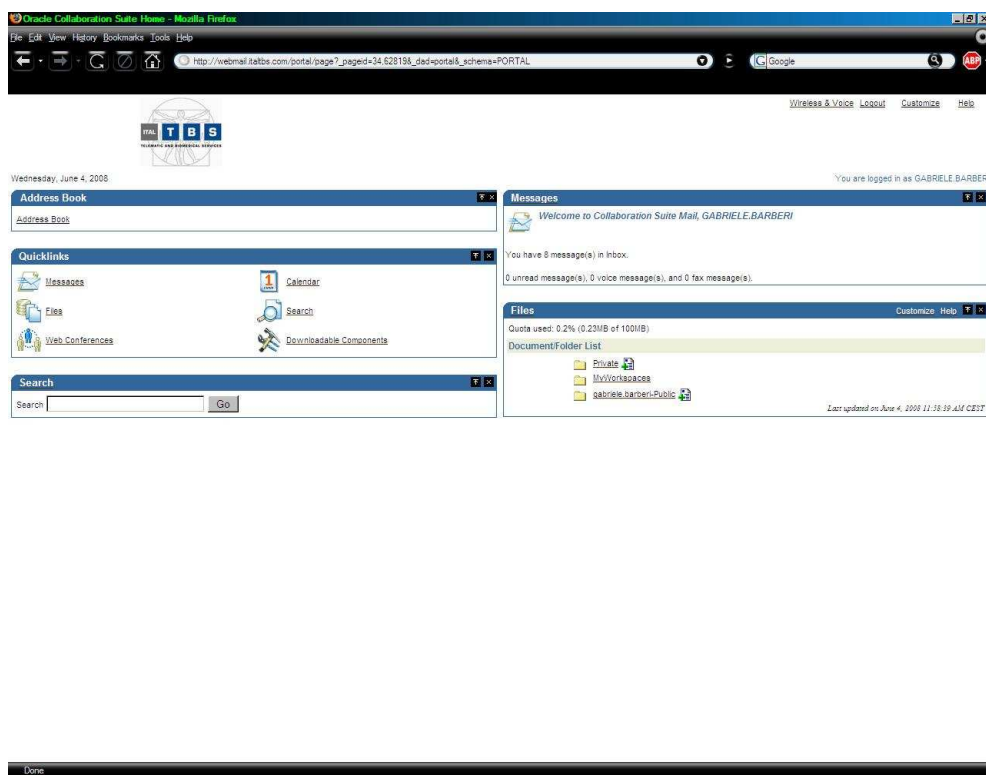 Oracle Collaboration Suite Home - Mozilla Firefox
File Edit View History Bookmarks Tools Help
http://webmail.italtbs.com/portal/page?_pageid=34,62819&_dad=portal&_schema=PORTAL
Google
ABP
Wireless & Voice Logout Customize Help
ITAL T B S
TELEMATIC AND BIOMEDICAL SERVICES
Wednesday, June 4, 2008
You are logged in as GABRIELE.BARBER
Address Book
Address Book
Quicklinks
Messages
Calendar
Files
Search
Web Conferences
Downloadable Components
Search
Search Go
Messages
Welcome to Collaboration Suite Mail, GABRIELE.BARBERI
You have 8 message(s) in Inbox.
0 unread message(s), 0 voice message(s), and 0 fax message(s).
Files Customize Help
Quota used: 0.2% (0.23MB of 100MB)
Document/Folder List
Private
MyWorkspaces
gabriele.barberi-Public
Last updated on June 4, 2008 11:38:39 AM CEST
Done